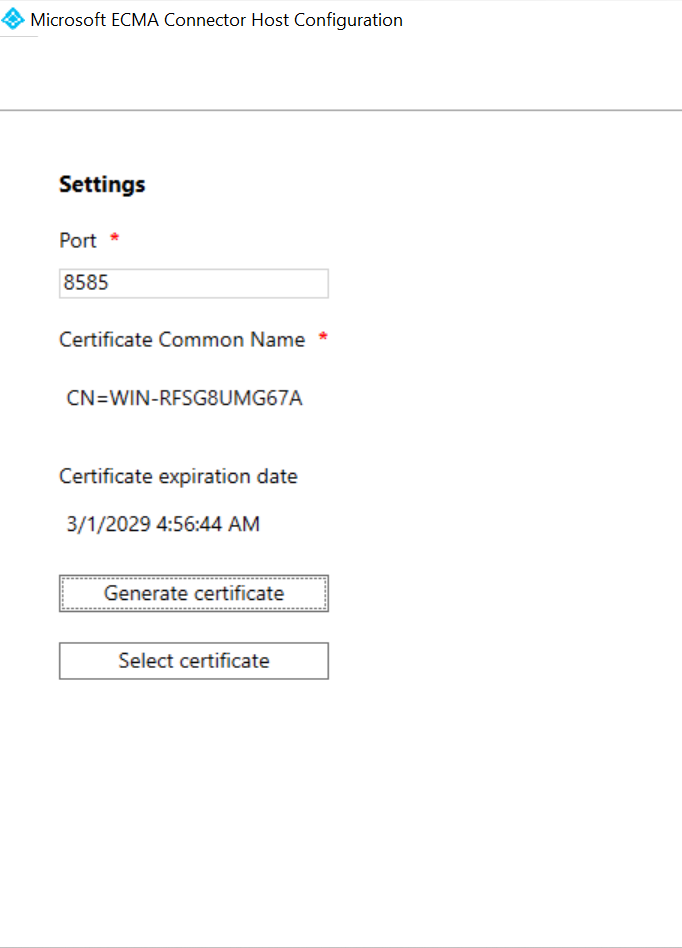 Microsoft ECMA Connector Host Configuration
Settings
Port *
8585
Certificate Common Name *
CN=WIN-RFSG8UMG67A
Certificate expiration date
3/1/2029 4:56:44 AM
Generate certificate
Select certificate